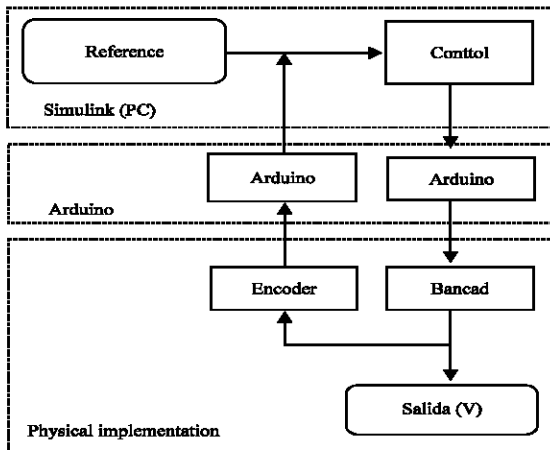 Reference
Conttol
Simulink (PC)
Arduino
Arduino
Arduino
Encoder
Bancad
Salida (V)
Physical implementation